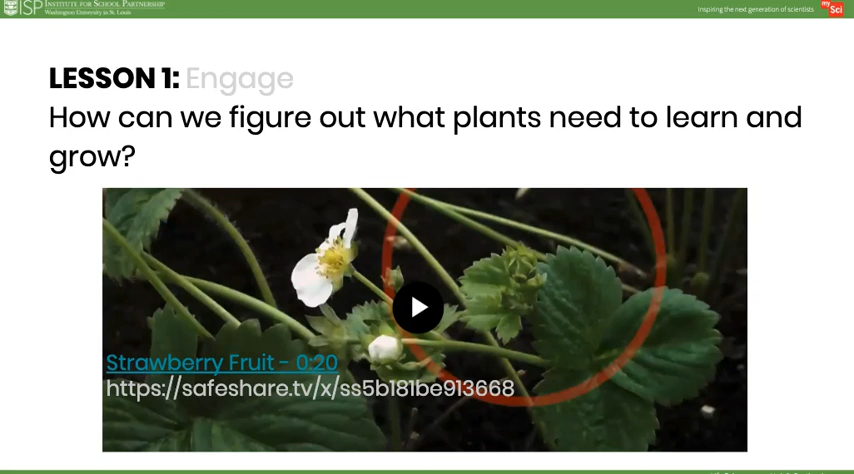 ISP INSTITUTE FOR SCHOOL PARTNERSHIP
Washington University in St. Louis
Inspiring the next generation of scientists
my Sci
LESSON 1: Engage
How can we figure out what plants need to learn and
grow?
Strawberry Fruit - 0:20
https://safeshare.tv/x/ss5b181be913668